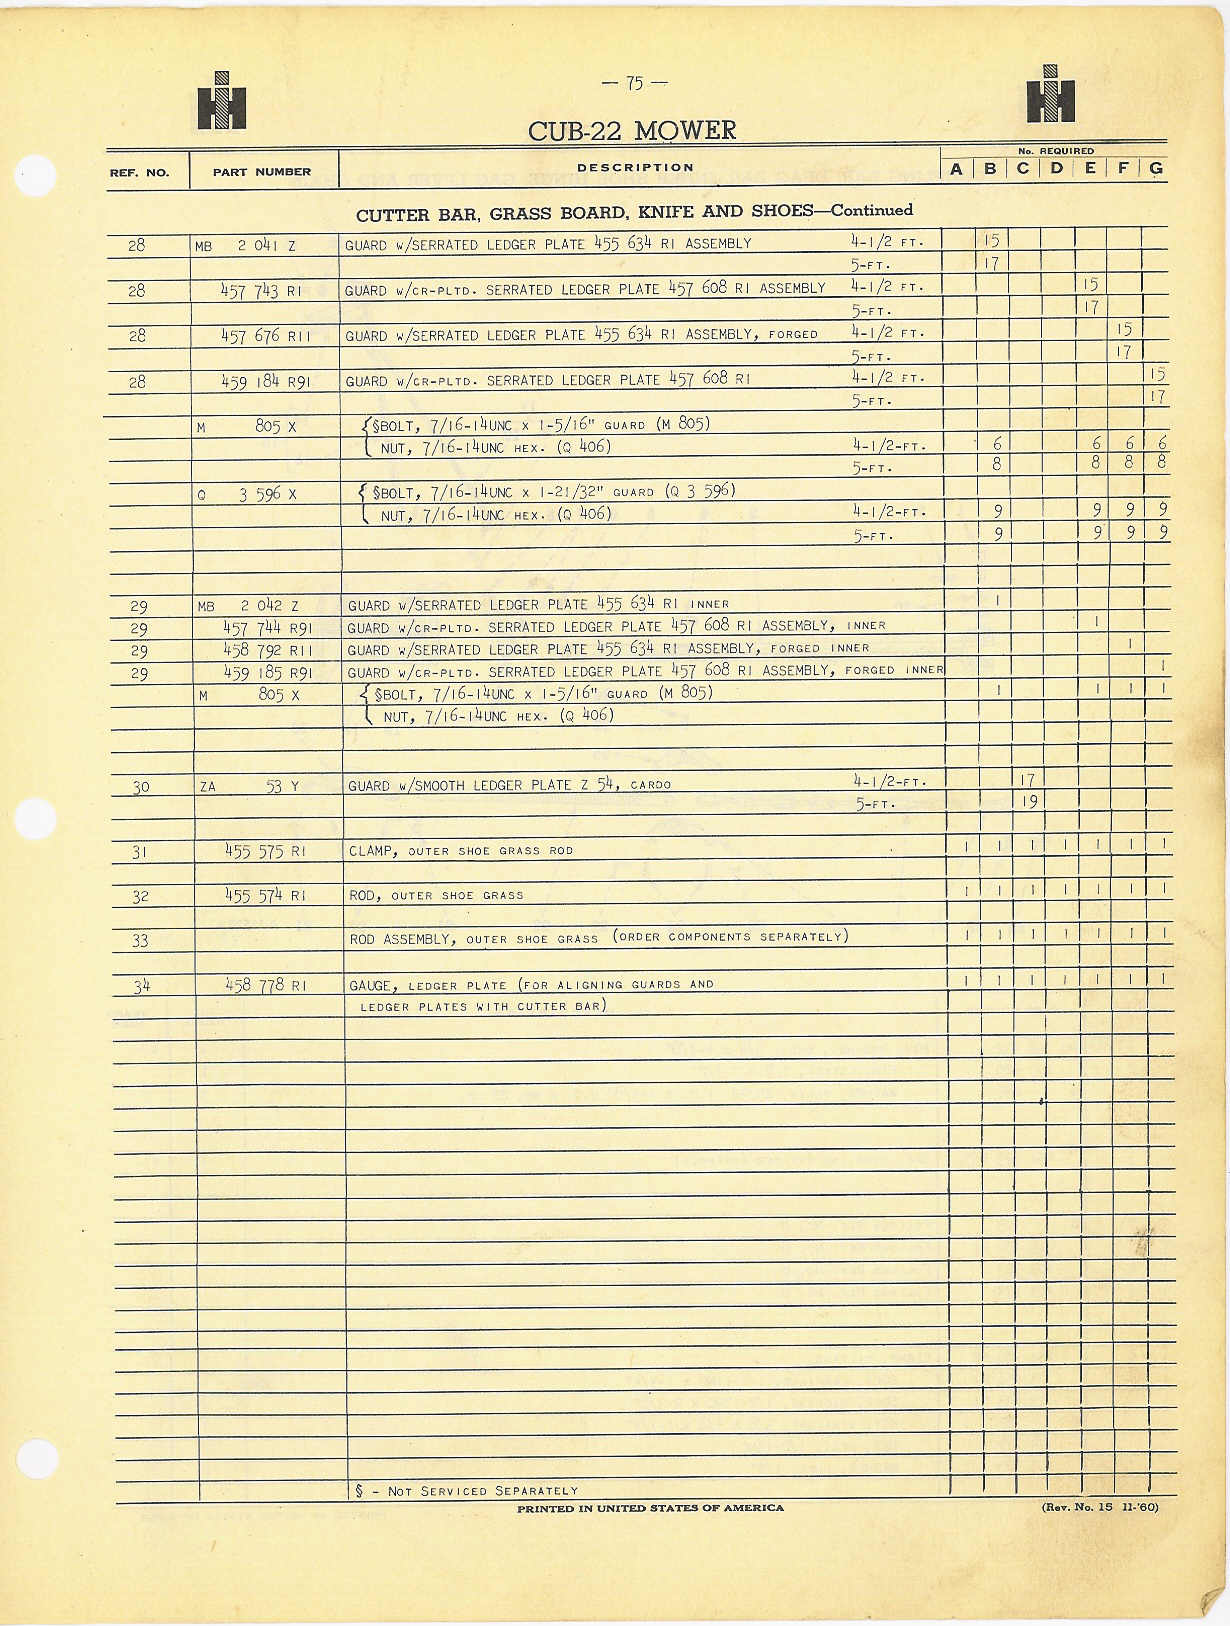 — 75 —
CUB-22 MOWER
No. REQUIRED
REF. NO. PART NUMBER DESCRIPTION A B C D E F G
CUTTER BAR, GRASS BOARD, KNIFE AND SHOES—Continued
28 MB 2 041 Z GUARD W/SERRATED LEDGER PLATE 455 634 R1 ASSEMBLY 4-1/2 FT. 15
5-FT. 17
28 457 743 R1 GUARD W/CR-PLTD. SERRATED LEDGER PLATE 457 608 R1 ASSEMBLY 4-1/2 FT. 15
5-FT. 17
28 457 676 R11 GUARD W/SERRATED LEDGER PLATE 455 634 R1 ASSEMBLY, FORGED 4-1/2 FT. 15
5-FT. 17
28 459 184 R91 GUARD W/CR-PLTD. SERRATED LEDGER PLATE 457 608 R1 4-1/2 FT. 15
5-FT. 17
M 805 X {§BOLT, 7/16-14UNC X 1-5/16" GUARD (M 805)
NUT, 7/16-14UNC HEX. (Q 406) 4-1/2-FT. 6 6 6 6
5-FT. 8 8 8 8
Q 3 596 X {§BOLT, 7/16-14UNC X 1-21/32" GUARD (Q 3 596)
NUT, 7/16-14UNC HEX. (Q 406) 4-1/2-FT. 9 9 9 9
5-FT. 9 9 9 9
29 MB 2 042 Z GUARD W/SERRATED LEDGER PLATE 455 634 R1 INNER 1
29 457 744 R91 GUARD W/CR-PLTD. SERRATED LEDGER PLATE 457 608 R1 ASSEMBLY, INNER 1
29 458 792 R11 GUARD W/SERRATED LEDGER PLATE 455 634 R1 ASSEMBLY, FORGED INNER 1
29 459 185 R91 GUARD W/CR-PLTD. SERRATED LEDGER PLATE 457 608 R1 ASSEMBLY, FORGED INNER 1
M 805 X {§BOLT, 7/16-14UNC X 1-5/16" GUARD (M 805) 1 1 1 1
NUT, 7/16-14UNC HEX. (Q 406)
30 ZA 53 Y GUARD W/SMOOTH LEDGER PLATE Z 54, CARDO 4-1/2-FT. 17
5-FT. 19
31 455 575 R1 CLAMP, OUTER SHOE GRASS ROD 1 1 1 1 1 1 1
32 455 574 R1 ROD, OUTER SHOE GRASS 1 1 1 1 1 1 1
33 ROD ASSEMBLY, OUTER SHOE GRASS (ORDER COMPONENTS SEPARATELY) 1 1 1 1 1 1 1
34 458 778 R1 GAUGE, LEDGER PLATE (FOR ALIGNING GUARDS AND 1 1 1 1 1 1 1
LEDGER PLATES WITH CUTTER BAR)
§ - NOT SERVICED SEPARATELY
PRINTED IN UNITED STATES OF AMERICA (Rev. No. 15 11-'60)